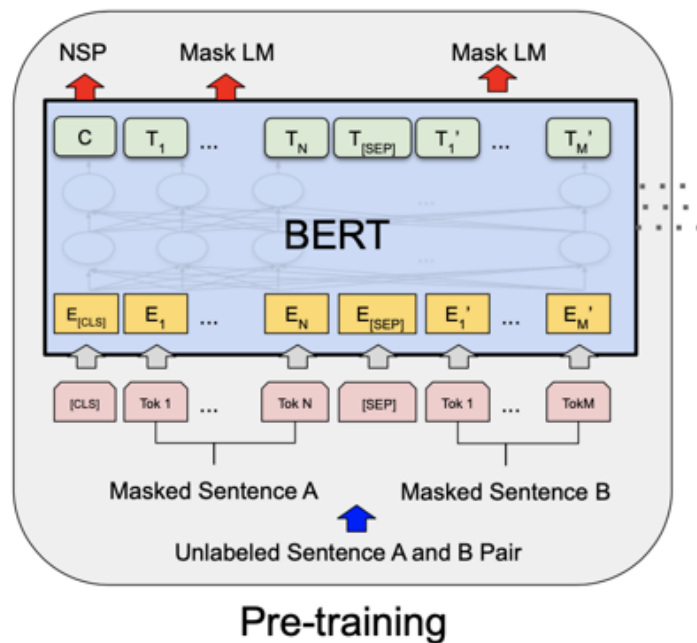 NSP Mask LM Mask LM
C T1 ... TN T[SEP] T1' ... TM'
...
BERT
...
E[CLS] E1 ... EN E[SEP] E1' ... EM'
[CLS] Tok 1 ... Tok N [SEP] Tok 1 ... TokM
Masked Sentence A Masked Sentence B
Unlabeled Sentence A and B Pair
Pre-training